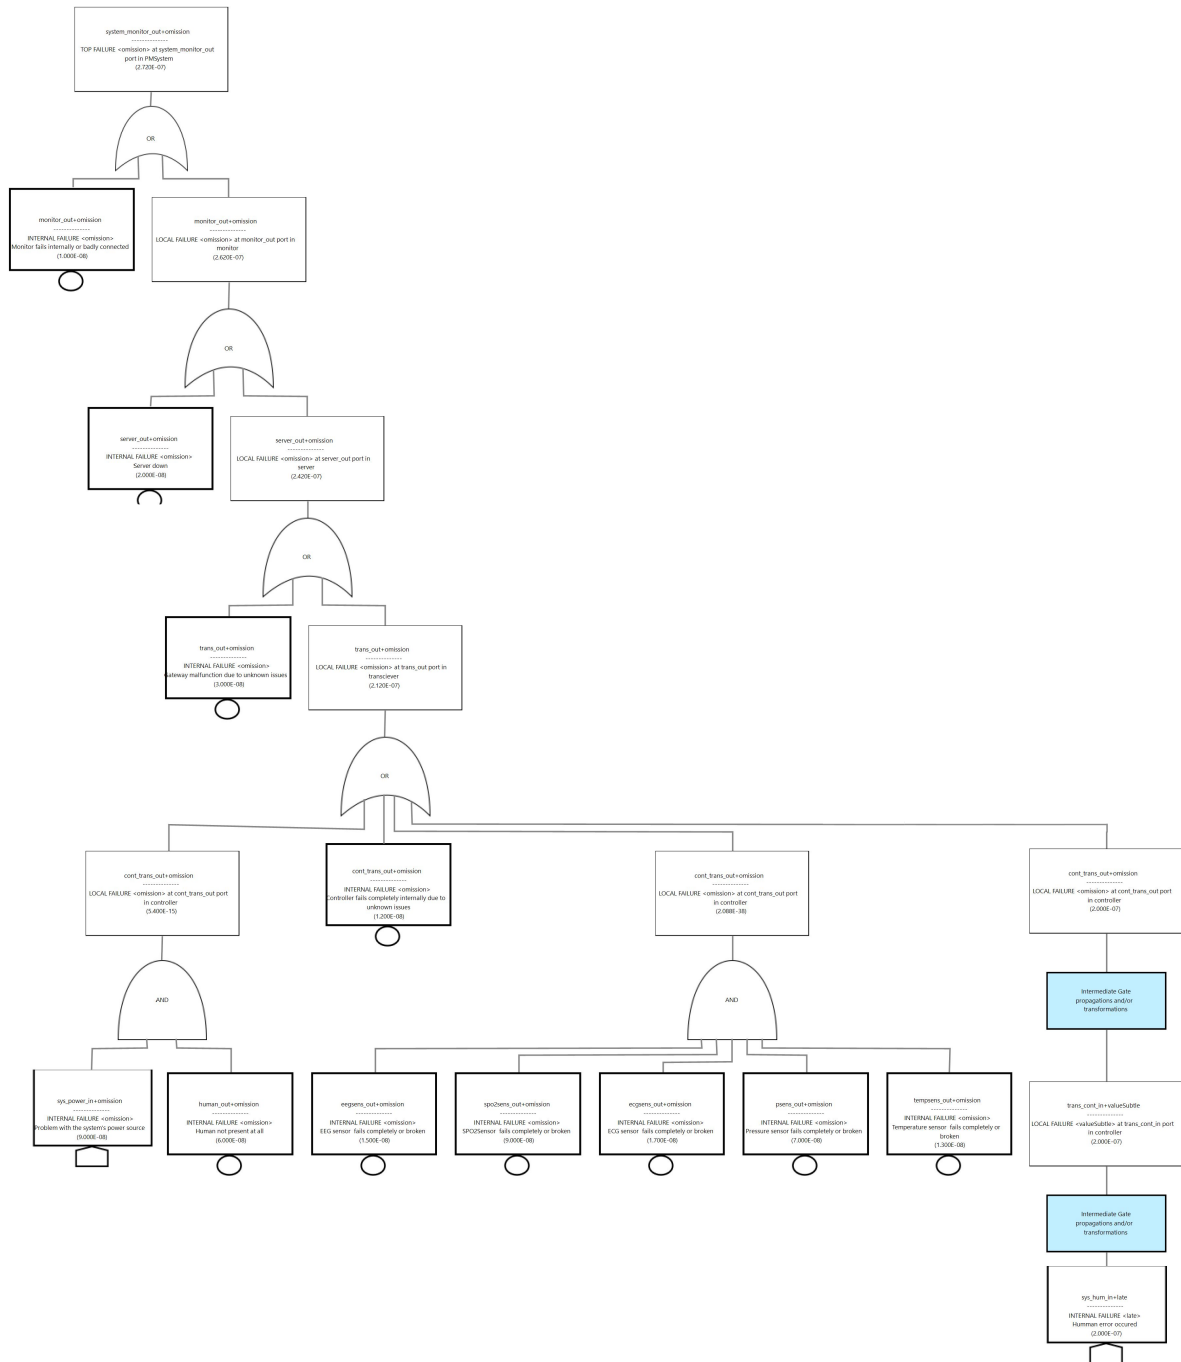 system_monitor_out>omission
--------------
TOP FAILURE <omission> at system_monitor_out
port in PMSystem
(2.720E-07)
OR
monitor_out+omission
--------------
INTERNAL FAILURE <omission>
Monitor fails internally or badly connected
(1.000E-08)
monitor_out+omission
--------------
LOCAL FAILURE <omission> at monitor_out port in
monitor
(2.620E-07)
OR
server_out+omission
--------------
INTERNAL FAILURE <omission>
Server down
(2.000E-08)
server_out+omission
--------------
LOCAL FAILURE <omission> at server_out port in
server
(2.420E-07)
OR
trans_out+omission
--------------
INTERNAL FAILURE <omission>
Gateway malfunction due to unknown issues
(3.000E-08)
trans_out+omission
--------------
LOCAL FAILURE <omission> at trans_out port in
transciever
(2.120E-07)
OR
cont_trans_out+omission
--------------
LOCAL FAILURE <omission> at cont_trans_out port
in controller
(5.400E-15)
cont_trans_out+omission
--------------
INTERNAL FAILURE <omission>
Controller fails completely internally due to
unknown issues
(1.200E-08)
cont_trans_out+omission
--------------
LOCAL FAILURE <omission> at cont_trans_out port
in controller
(2.088E-38)
cont_trans_out+omission
--------------
LOCAL FAILURE <omission> at cont_trans_out port
in controller
(2.000E-07)
AND
AND
Intermediate Gate
propagations and/or
transformations
sys_power_in+omission
--------------
INTERNAL FAILURE <omission>
Problem with the system's power source
(9.000E-08)
human_out+omission
--------------
INTERNAL FAILURE <omission>
Human not present at all
(6.000E-08)
eegsens_out+omission
--------------
INTERNAL FAILURE <omission>
EEG sensor fails completely or broken
(1.500E-08)
spo2sens_out+omission
--------------
INTERNAL FAILURE <omission>
SPO2Sensor fails completely or broken
(9.000E-08)
ecgsens_out+omission
--------------
INTERNAL FAILURE <omission>
ECG sensor fails completely or broken
(1.700E-08)
psens_out+omission
--------------
INTERNAL FAILURE <omission>
Pressure sensor fails completely or broken
(7.000E-08)
tempsens_out+omission
--------------
INTERNAL FAILURE <omission>
Temperature sensor fails completely or
broken
(1.300E-08)
trans_cont_in+valueSubtle
--------------
LOCAL FAILURE <valueSubtle> at trans_cont_in port
in controller
(2.000E-07)
Intermediate Gate
propagations and/or
transformations
sys_hum_in+late
--------------
INTERNAL FAILURE <late>
Humman error occured
(2.000E-07)